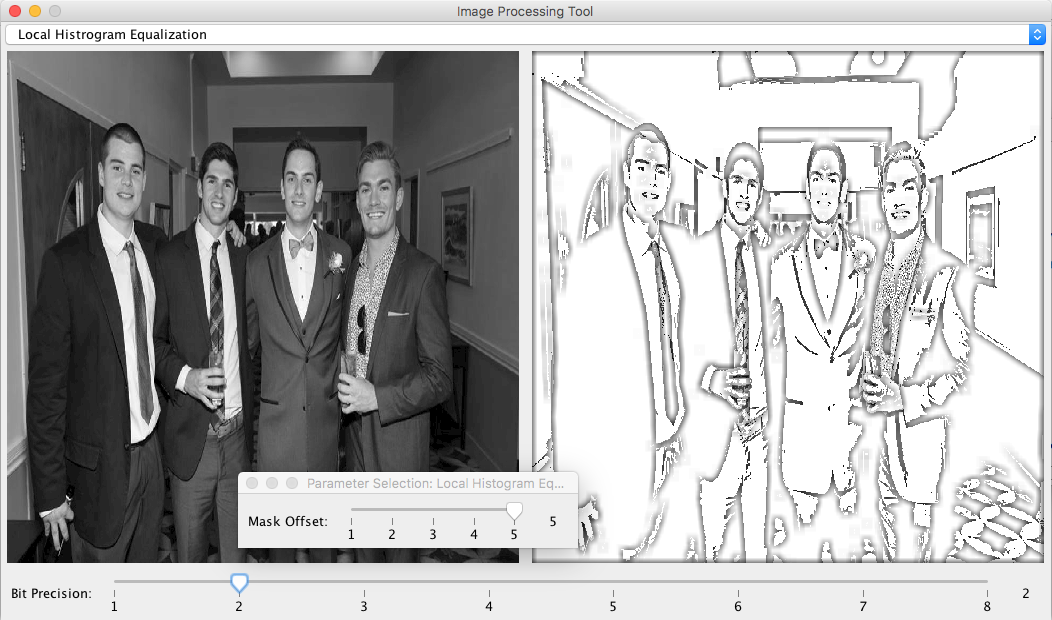 Image Processing Tool
Local Histrogram Equalization
Parameter Selection: Local Histogram Eq...
Mask Offset:
5
1 2 3 4 5
Bit Precision:
2
1 2 3 4 5 6 7 8